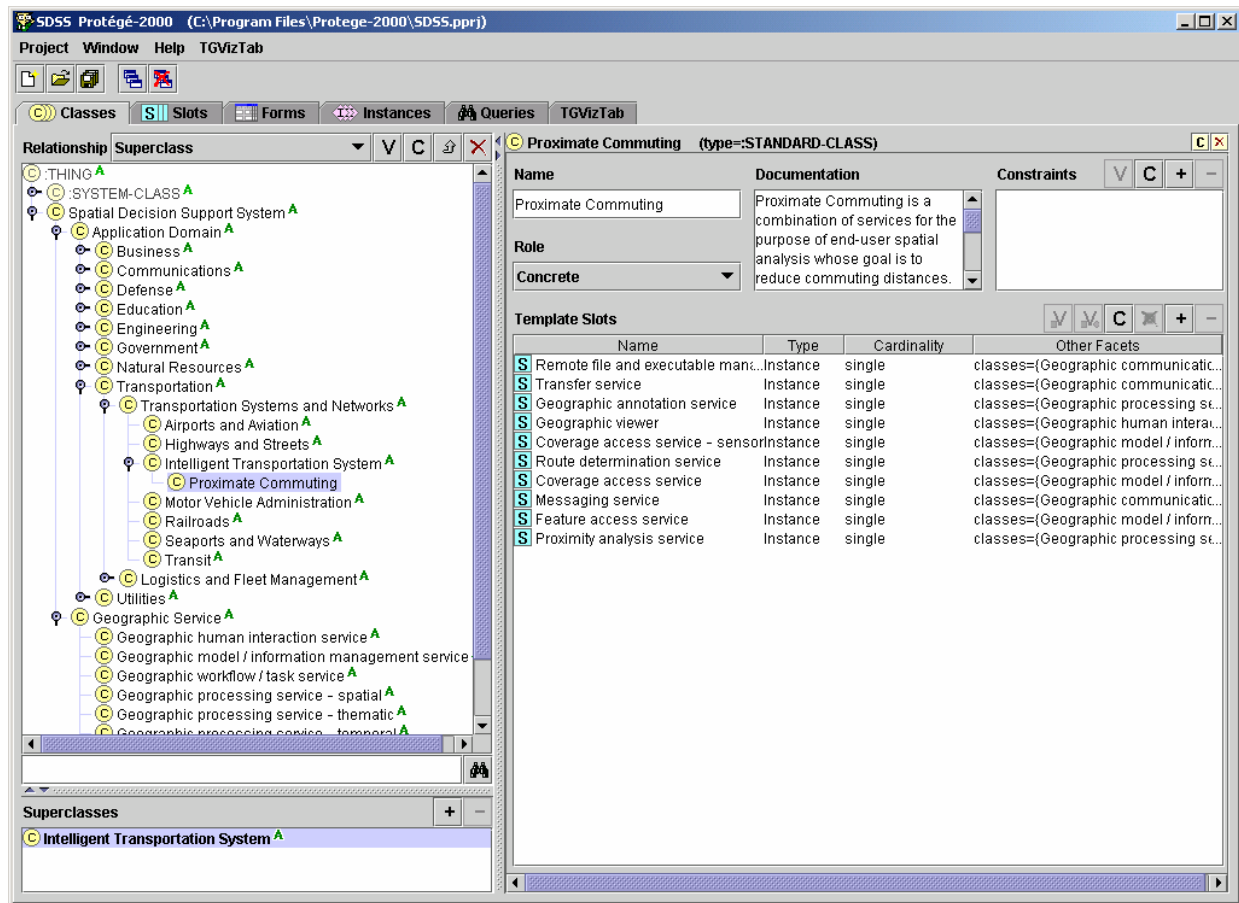 SDSS Protégé-2000 (C:\Program Files\Protege-2000\SDSS.pprj)
Project Window Help TGVizTab
C Classes S Slots Forms I Instances Queries TGVizTab
Relationship Superclass V C
C :THING A
C :SYSTEM-CLASS A
C Spatial Decision Support System A
C Application Domain A
C Business A
C Communications A
C Defense A
C Education A
C Engineering A
C Government A
C Natural Resources A
C Transportation A
C Transportation Systems and Networks A
C Airports and Aviation A
C Highways and Streets A
C Intelligent Transportation System A
C Proximate Commuting
C Motor Vehicle Administration A
C Railroads A
C Seaports and Waterways A
C Transit A
C Logistics and Fleet Management A
C Utilities A
C Geographic Service A
C Geographic human interaction service A
C Geographic model / information management service
C Geographic workflow / task service A
C Geographic processing service - spatial A
C Geographic processing service - thematic A
C Geographic processing service - temporal A
Superclasses + -
C Intelligent Transportation System A
C Proximate Commuting (type=:STANDARD-CLASS) C ×
Name
Proximate Commuting
Role
Concrete
Documentation
Proximate Commuting is a
combination of services for the
purpose of end-user spatial
analysis whose goal is to
reduce commuting distances.
Constraints V C + -
Template Slots V V C + -
Name Type Cardinality Other Facets
S Remote file and executable mana...Instance single classes={Geographic communicatic...
S Transfer service Instance single classes={Geographic communicatic...
S Geographic annotation service Instance single classes={Geographic processing se...
S Geographic viewer Instance single classes={Geographic human interac...
S Coverage access service - sensorInstance single classes={Geographic model / inform...
S Route determination service Instance single classes={Geographic processing se...
S Coverage access service Instance single classes={Geographic model / inform...
S Messaging service Instance single classes={Geographic communicatic...
S Feature access service Instance single classes={Geographic model / inform...
S Proximity analysis service Instance single classes={Geographic processing se...